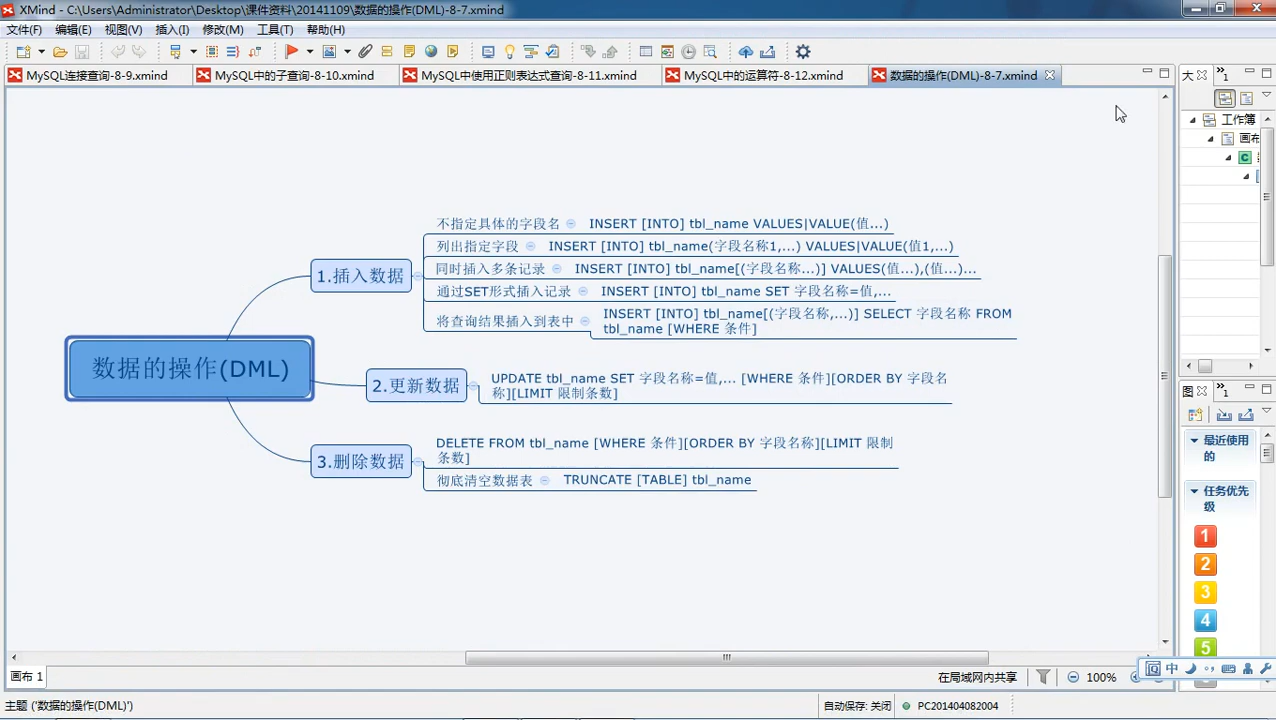 XMind - C:\Users\Administrator\Desktop\课件资料\20141109\数据的操作(DML)-8-7.xmind
文件(F) 编辑(E) 视图(V) 插入(I) 修改(M) 工具(T) 帮助(H)
MySQL连接查询-8-9.xmind MySQL中的子查询-8-10.xmind MySQL中使用正则表达式查询-8-11.xmind MySQL中的运算符-8-12.xmind 数据的操作(DML)-8-7.xmind
大
工作簿
画布
数据的操作(DML)
1.插入数据
不指定具体的字段名 INSERT [INTO] tbl_name VALUES|VALUE(值...)
列出指定字段 INSERT [INTO] tbl_name(字段名称1,...) VALUES|VALUE(值1,...)
同时插入多条记录 INSERT [INTO] tbl_name[(字段名称...)] VALUES(值...),(值...)...
通过SET形式插入记录 INSERT [INTO] tbl_name SET 字段名称=值,...
将查询结果插入到表中 INSERT [INTO] tbl_name[(字段名称,...)] SELECT 字段名称 FROM
tbl_name [WHERE 条件]
2.更新数据
UPDATE tbl_name SET 字段名称=值,... [WHERE 条件][ORDER BY 字段名
称][LIMIT 限制条数]
3.删除数据
DELETE FROM tbl_name [WHERE 条件][ORDER BY 字段名称][LIMIT 限制
条数]
彻底清空数据表 TRUNCATE [TABLE] tbl_name
图
最近使用
的
任务优先
级
1
2
3
4
5
中
画布 1
在局域网内共享
100%
主题 ('数据的操作(DML)')
自动保存: 关闭
PC201404082004